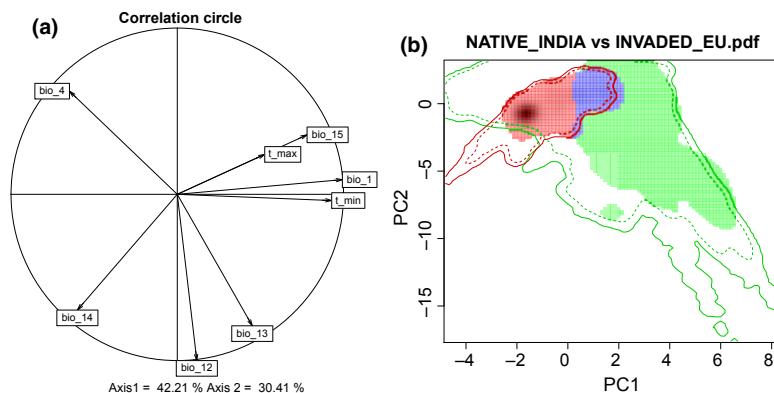 (a)
Correlation circle
bio_4
bio_15
t_max
bio_1
t_min
bio_14
bio_13
bio_12
Axis1 = 42.21 % Axis 2 = 30.41 %
(b)
NATIVE_INDIA vs INVADED_EU.pdf
PC2
0
−5
−10
−15
−4 −2 0 2 4 6 8
PC1